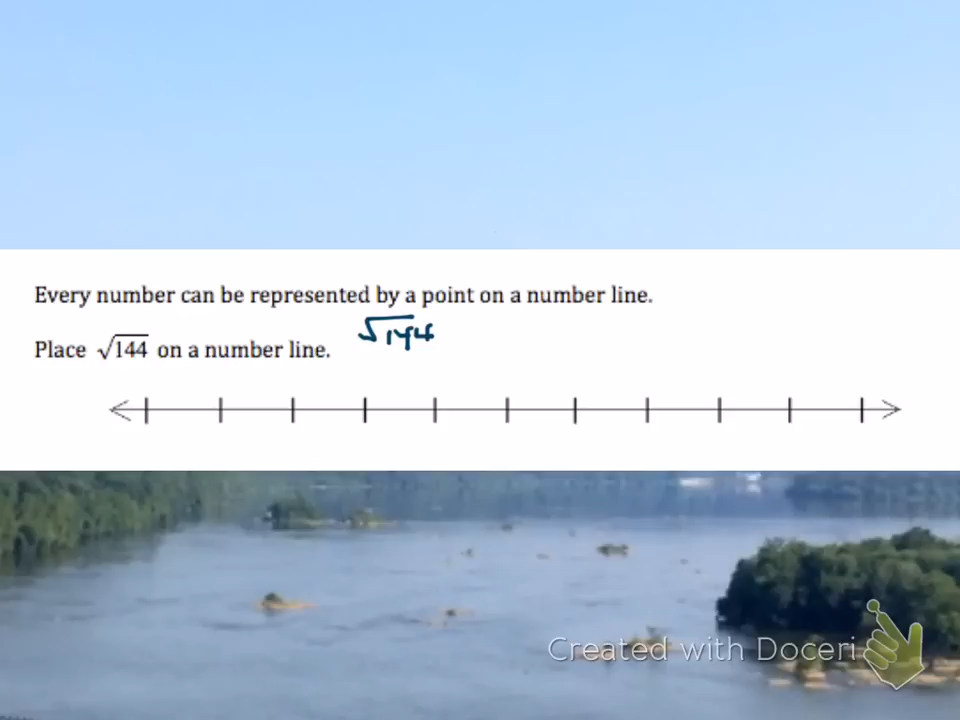 Every number can be represented by a point on a number line.
√144
Place √144 on a number line.
Created with Doceri